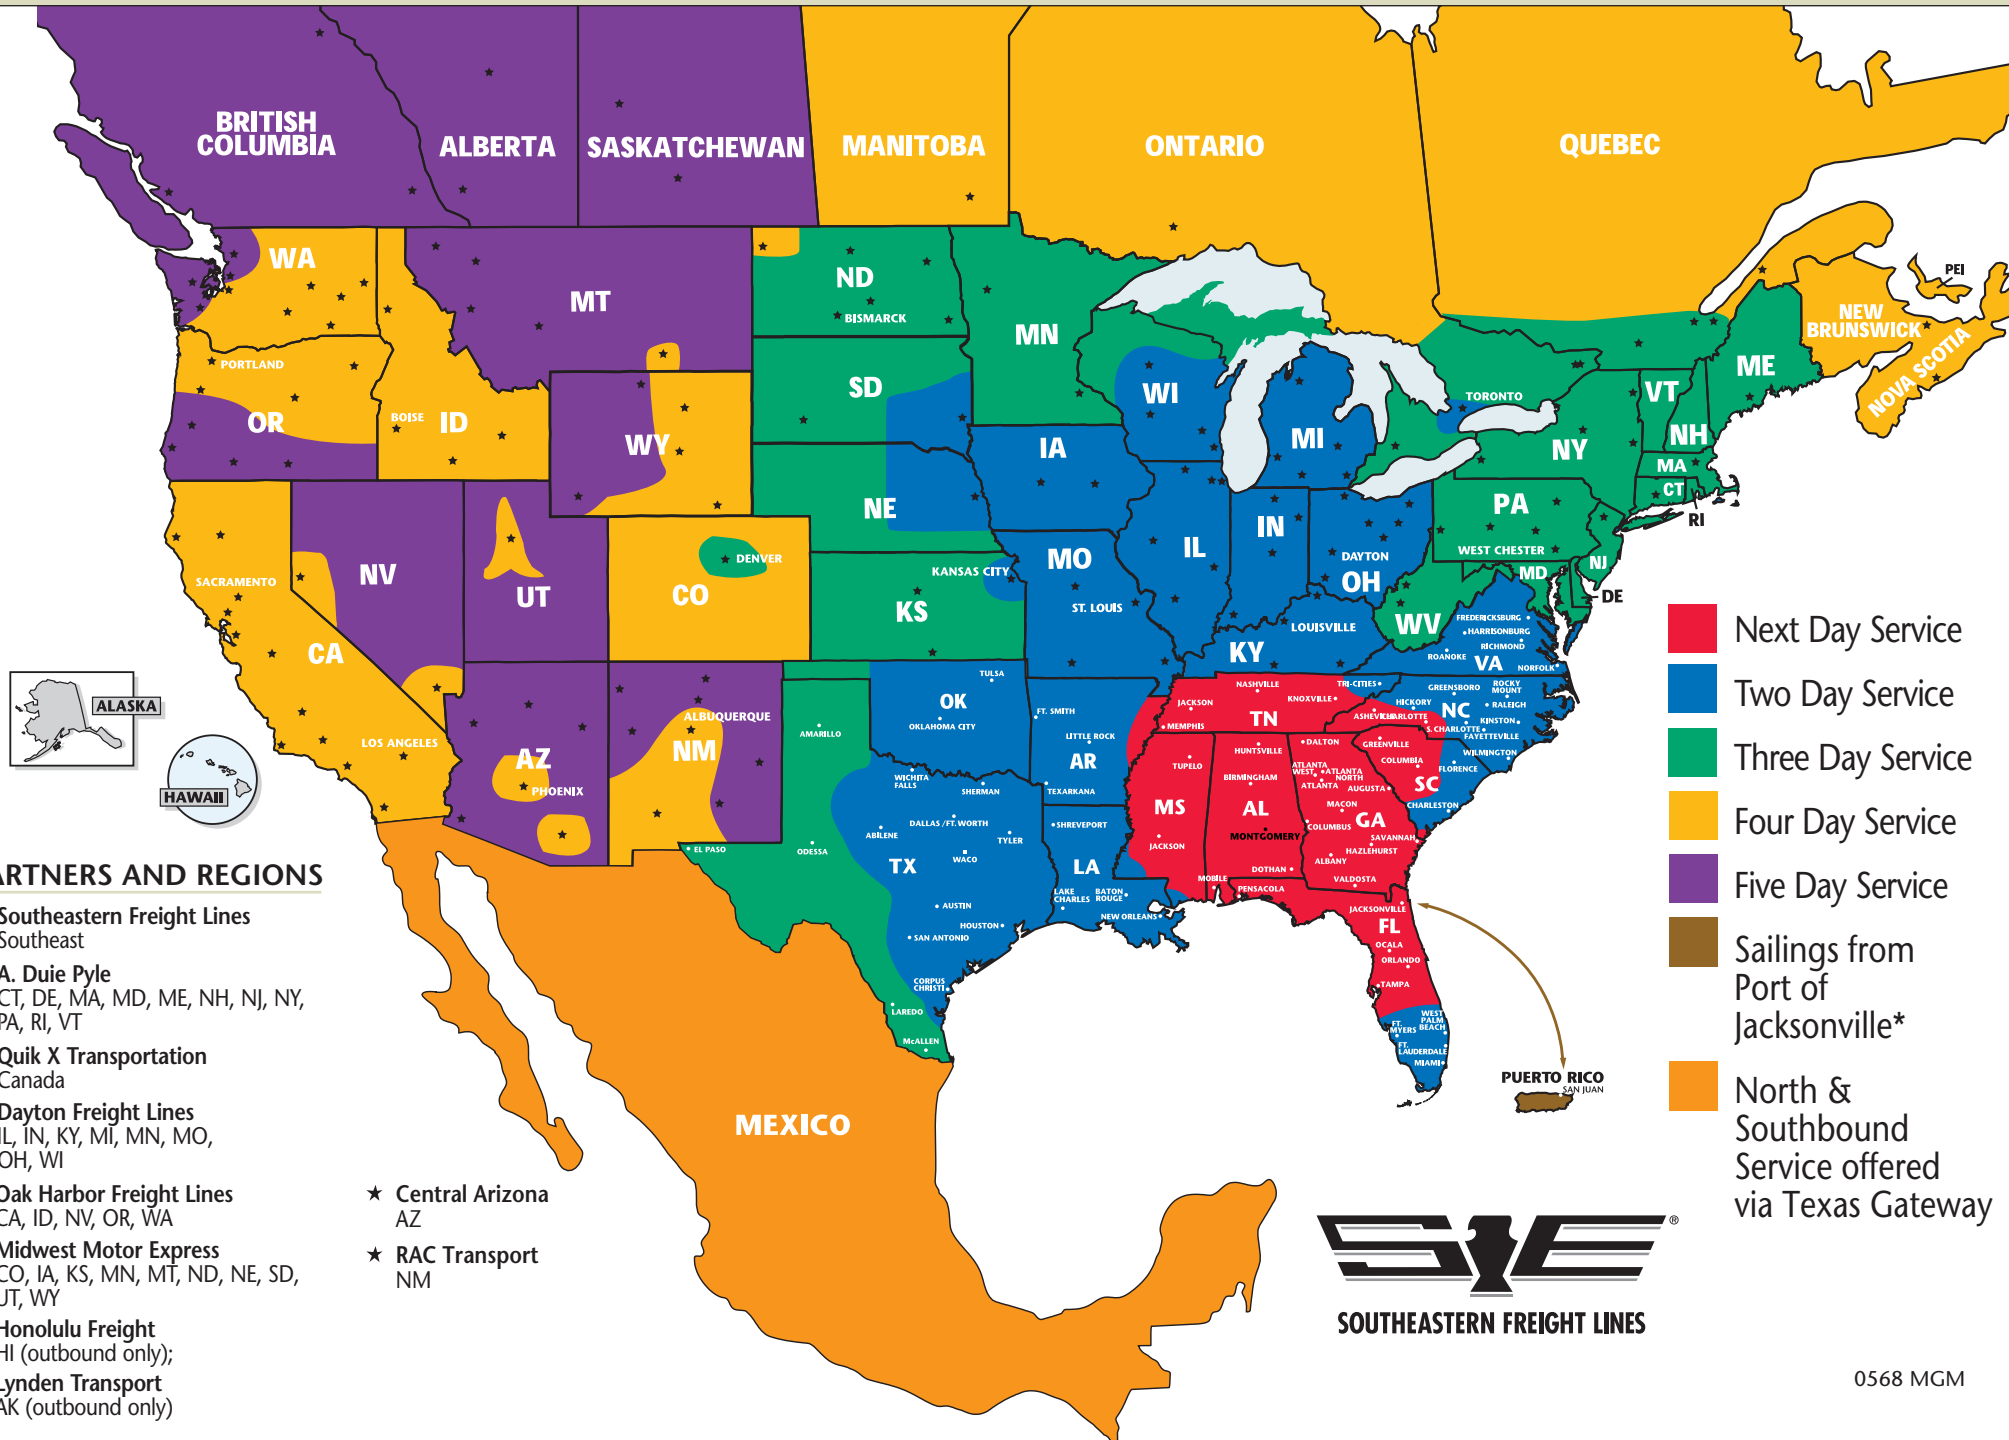 BRITISH
COLUMBIA
ALBERTA
SASKATCHEWAN
MANITOBA
ONTARIO
QUEBEC
PEI
NEW
BRUNSWICK
NOVA SCOTIA
WA
MT
ND
BISMARCK
MN
ME
PORTLAND
OR
BOISE
ID
WY
SD
WI
MI
TORONTO
VT
NH
NY
MA
CT
RI
IA
NE
PA
WEST CHESTER
NJ
MD
DE
IL
IN
DAYTON
OH
WV
SACRAMENTO
NV
UT
CO
DENVER
KANSAS CITY
KS
MO
ST. LOUIS
LOUISVILLE
KY
FREDERICKSBURG
HARRISONBURG
RICHMOND
ROANOKE
VA
NORFOLK
CA
LOS ANGELES
AZ
PHOENIX
ALBUQUERQUE
NM
AMARILLO
TULSA
OK
OKLAHOMA CITY
FT. SMITH
LITTLE ROCK
AR
TEXARKANA
NASHVILLE
KNOXVILLE
TRI-CITIES
JACKSON
MEMPHIS
TN
GREENSBORO
ROCKY
MOUNT
HICKORY
NC
RALEIGH
ASHEVILLE
CHARLOTTE
KINSTON
S. CHARLOTTE
FAYETTEVILLE
WILMINGTON
GREENVILLE
COLUMBIA
FLORENCE
SC
CHARLESTON
TUPELO
MS
JACKSON
HUNTSVILLE
BIRMINGHAM
AL
MONTGOMERY
DOTHAN
MOBILE
DALTON
ATLANTA
WEST
ATLANTA
NORTH
ATLANTA
AUGUSTA
MACON
COLUMBUS
GA
SAVANNAH
HAZLEHURST
ALBANY
VALDOSTA
WICHITA
FALLS
SHERMAN
DALLAS/FT. WORTH
ABILENE
TYLER
WACO
EL PASO
ODESSA
TX
AUSTIN
HOUSTON
SAN ANTONIO
CORPUS
CHRISTI
LAREDO
McALLEN
SHREVEPORT
LA
LAKE
CHARLES
BATON
ROUGE
NEW ORLEANS
PENSACOLA
JACKSONVILLE
FL
OCALA
ORLANDO
TAMPA
WEST
PALM
BEACH
FT.
MYERS
FT.
LAUDERDALE
MIAMI
PUERTO RICO
SAN JUAN
MEXICO
ALASKA
HAWAII
Next Day Service
Two Day Service
Three Day Service
Four Day Service
Five Day Service
Sailings from
Port of
Jacksonville*
North &
Southbound
Service offered
via Texas Gateway
ARTNERS AND REGIONS
Southeastern Freight Lines
Southeast
A. Duie Pyle
CT, DE, MA, MD, ME, NH, NJ, NY,
PA, RI, VT
Quik X Transportation
Canada
Dayton Freight Lines
IL, IN, KY, MI, MN, MO,
OH, WI
Oak Harbor Freight Lines
CA, ID, NV, OR, WA
Midwest Motor Express
CO, IA, KS, MN, MT, ND, NE, SD,
UT, WY
Honolulu Freight
HI (outbound only);
Lynden Transport
AK (outbound only)
★ Central Arizona
AZ
★ RAC Transport
NM
SE®
SOUTHEASTERN FREIGHT LINES
0568 MGM